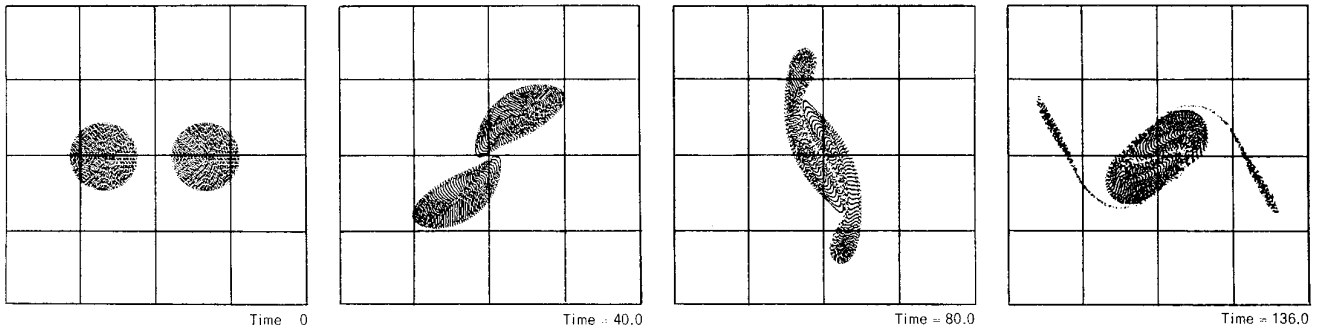 Time = 0
Time = 40.0
Time = 80.0
Time = 136.0